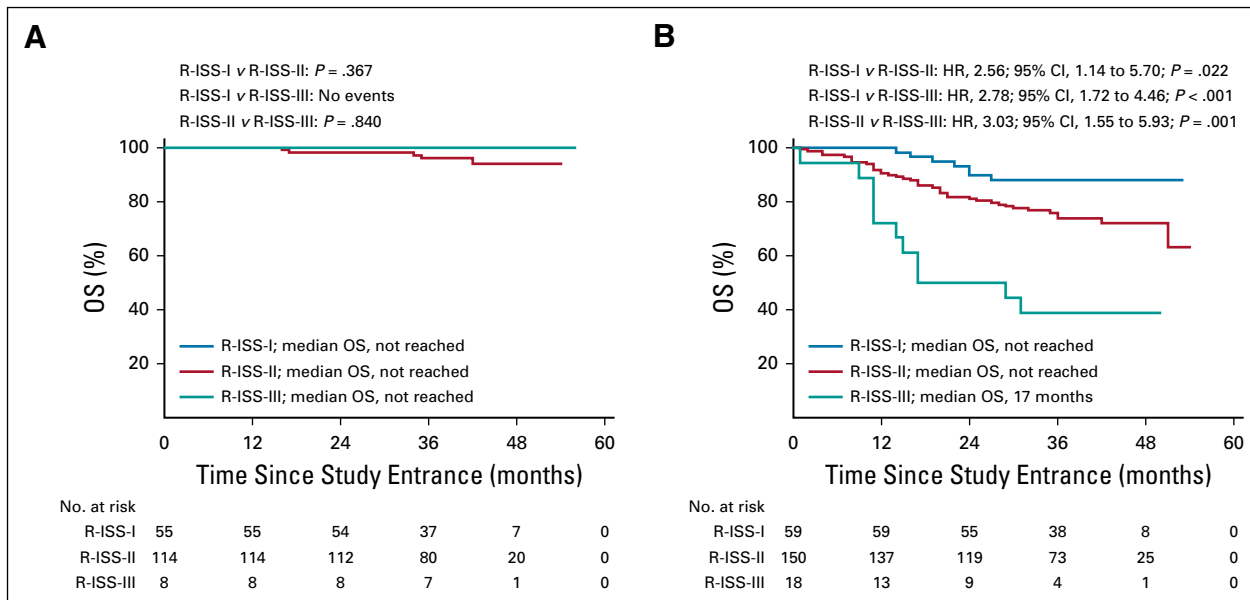 A
R-ISS-I v R-ISS-II: P = .367
R-ISS-I v R-ISS-III: No events
R-ISS-II v R-ISS-III: P = .840
100
80
60
40
20
OS (%)
R-ISS-I; median OS, not reached
R-ISS-II; median OS, not reached
R-ISS-III; median OS, not reached
0 12 24 36 48 60
Time Since Study Entrance (months)
No. at risk
R-ISS-I 55 55 54 37 7 0
R-ISS-II 114 114 112 80 20 0
R-ISS-III 8 8 8 7 1 0
B
R-ISS-I v R-ISS-II: HR, 2.56; 95% CI, 1.14 to 5.70; P = .022
R-ISS-I v R-ISS-III: HR, 2.78; 95% CI, 1.72 to 4.46; P < .001
R-ISS-II v R-ISS-III: HR, 3.03; 95% CI, 1.55 to 5.93; P = .001
100
80
60
40
20
OS (%)
R-ISS-I; median OS, not reached
R-ISS-II; median OS, not reached
R-ISS-III; median OS, 17 months
0 12 24 36 48 60
Time Since Study Entrance (months)
No. at risk
R-ISS-I 59 59 55 38 8 0
R-ISS-II 150 137 119 73 25 0
R-ISS-III 18 13 9 4 1 0